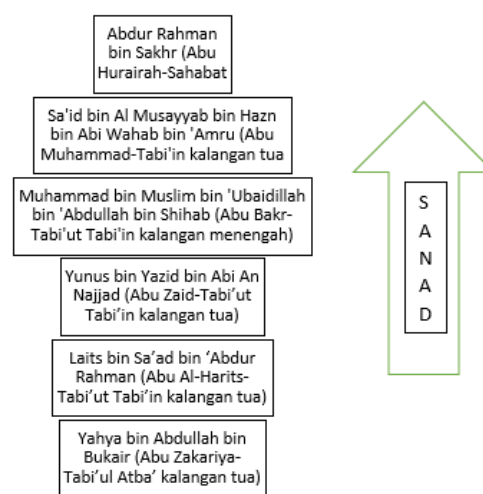 Abdur Rahman
bin Sakhr (Abu
Hurairah-Sahabat
Sa'id bin Al Musayyab bin Hazn
bin Abi Wahab bin 'Amru (Abu
Muhammad-Tabi'in kalangan tua
Muhammad bin Muslim bin 'Ubaidillah
bin 'Abdullah bin Shihab (Abu Bakr-
Tabi'ut Tabi'in kalangan menengah)
Yunus bin Yazid bin Abi An
Najjad (Abu Zaid-Tabi’ut
Tabi’in kalangan tua)
Laits bin Sa’ad bin ‘Abdur
Rahman (Abu Al-Harits-
Tabi’ut Tabi’in kalangan tua)
Yahya bin Abdullah bin
Bukair (Abu Zakariya-
Tabi’ul Atba’ kalangan tua)
S
A
N
A
D